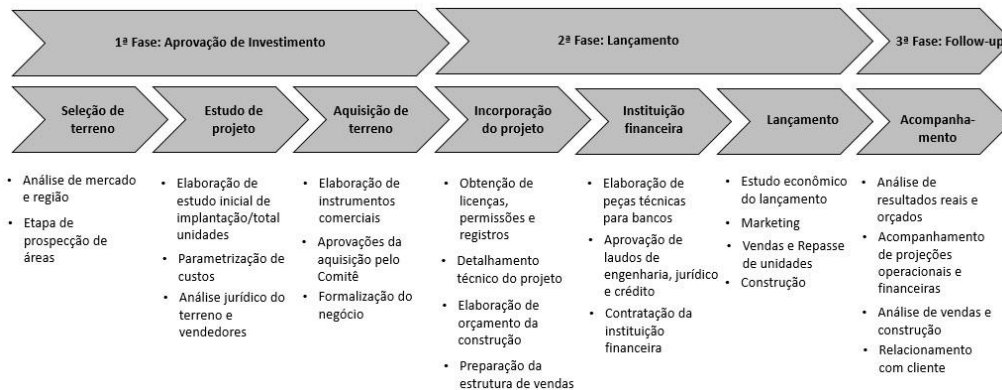 1ª Fase: Aprovação de Investimento
2ª Fase: Lançamento
3ª Fase: Follow-up
Seleção de
terreno
Estudo de
projeto
Aquisição de
terreno
Incorporação
do projeto
Instituição
financeira
Lançamento
Acompanha-
mento
• Análise de mercado
e região
• Etapa de
prospecção de
áreas
• Elaboração de
estudo inicial de
implantação/total
unidades
• Parametrização de
custos
• Análise jurídico do
terreno e
vendedores
• Elaboração de
instrumentos
comerciais
• Aprovações da
aquisição pelo
Comitê
• Formalização do
negócio
• Obtenção de
licenças,
permissões e
registros
• Detalhamento
técnico do projeto
• Elaboração de
orçamento da
construção
• Preparação da
estrutura de vendas
• Elaboração de
peças técnicas
para bancos
• Aprovação de
laudos de
engenharia, jurídico
e crédito
• Contratação da
instituição
financeira
• Estudo econômico
do lançamento
• Marketing
• Vendas e Repasse
de unidades
• Construção
• Análise de
resultados reais e
orçados
• Acompanhamento
de projeções
operacionais e
financeiras
• Análise de vendas e
construção
• Relacionamento
com cliente